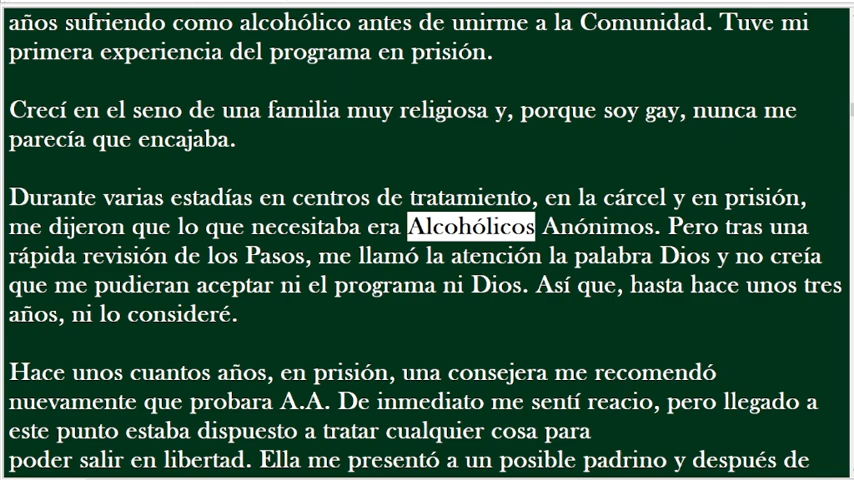 años sufriendo como alcohólico antes de unirme a la Comunidad. Tuve mi
primera experiencia del programa en prisión.
Crecí en el seno de una familia muy religiosa y, porque soy gay, nunca me
parecía que encajaba.
Durante varias estadías en centros de tratamiento, en la cárcel y en prisión,
me dijeron que lo que necesitaba era Alcohólicos Anónimos. Pero tras una
rápida revisión de los Pasos, me llamó la atención la palabra Dios y no creía
que me pudieran aceptar ni el programa ni Dios. Así que, hasta hace unos tres
años, ni lo consideré.
Hace unos cuantos años, en prisión, una consejera me recomendó
nuevamente que probara A.A. De inmediato me sentí reacio, pero llegado a
este punto estaba dispuesto a tratar cualquier cosa para
poder salir en libertad. Ella me presentó a un posible padrino y después de